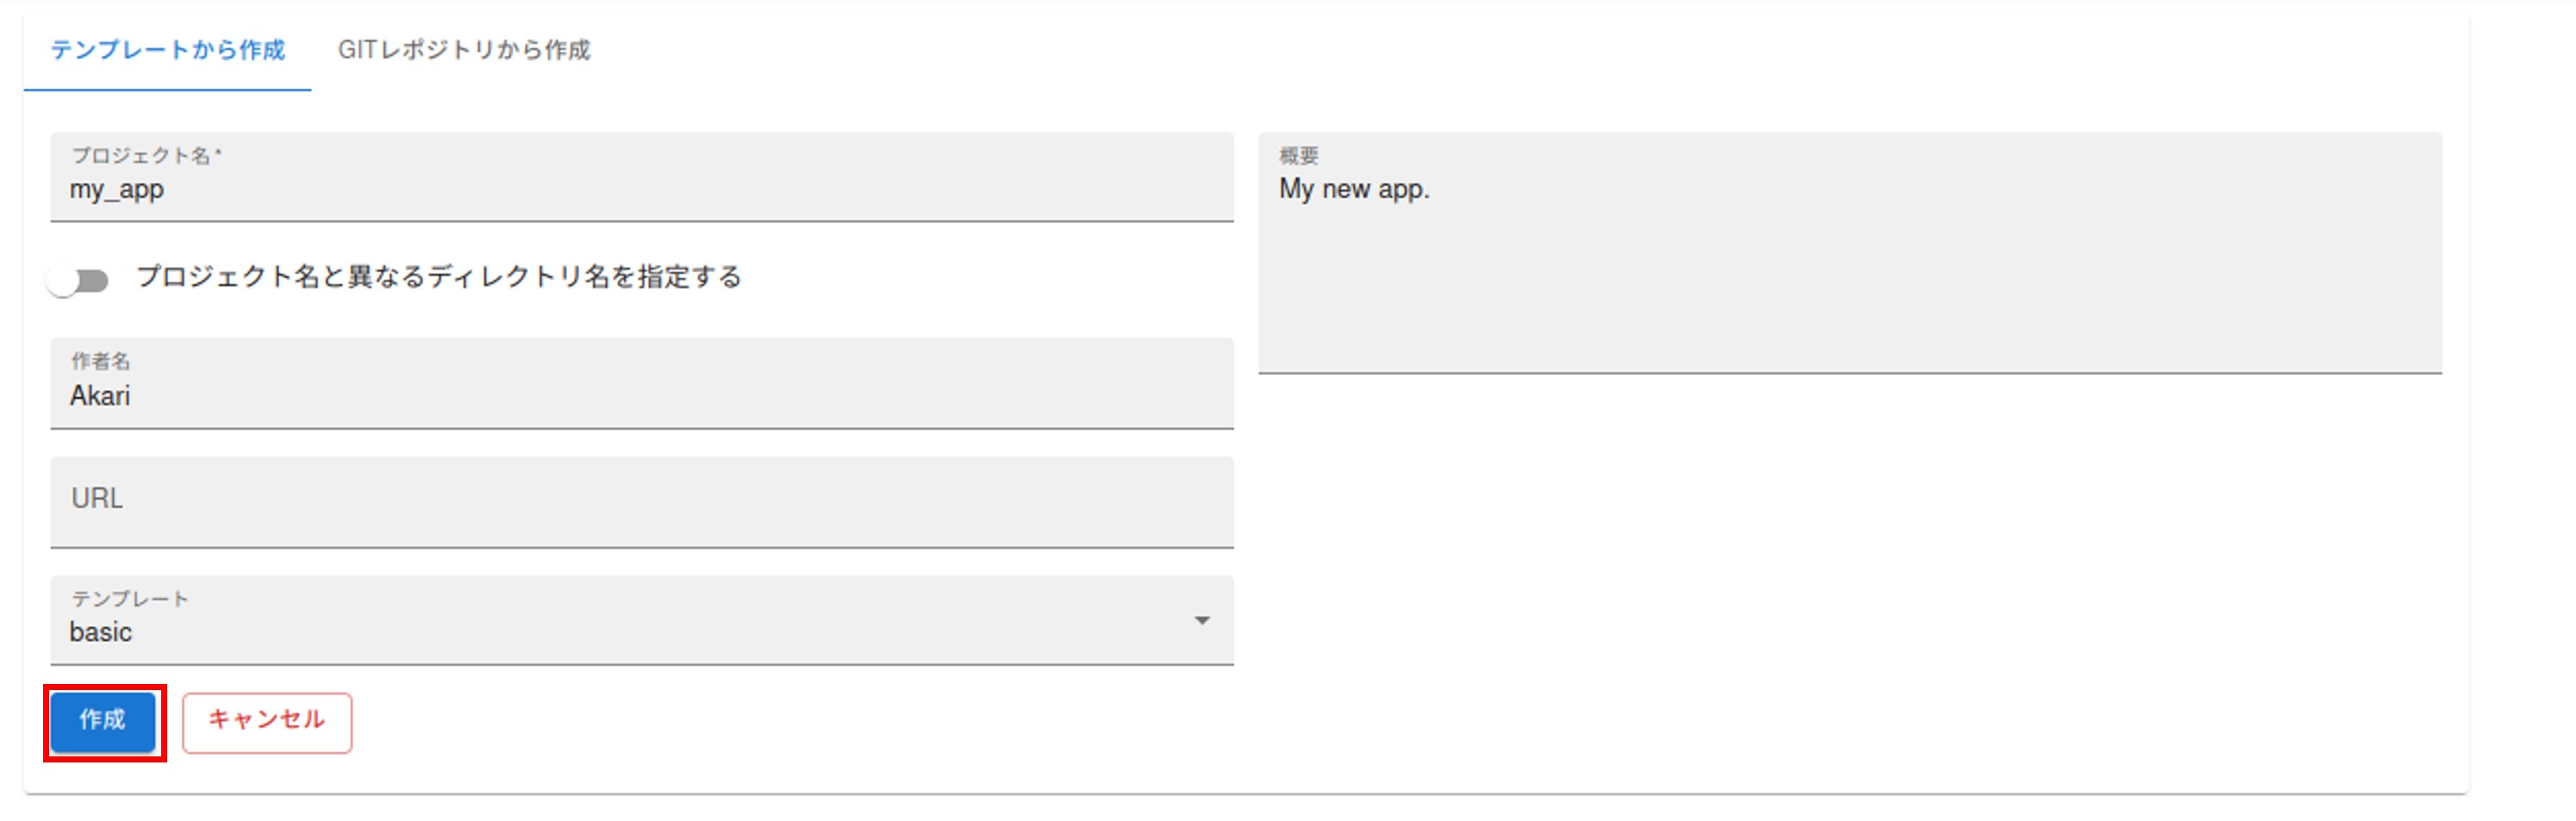 テンプレートから作成
GITレポジトリから作成
プロジェクト名*
my_app
プロジェクト名と異なるディレクトリ名を指定する
作者名
Akari
URL
テンプレート
basic
作成
キャンセル
概要
My new app.